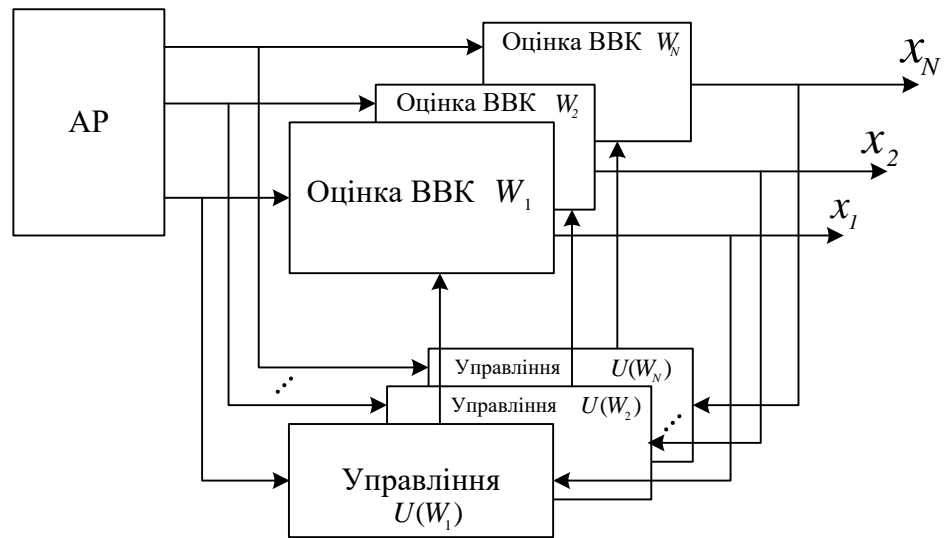 Оцінка ВВК W_N
x_N
Оцінка ВВК W_2
АР
x_2
Оцінка ВВК W_1
x_1
Управління U(W_N)
Управління U(W_2)
Управління
U(W_1)